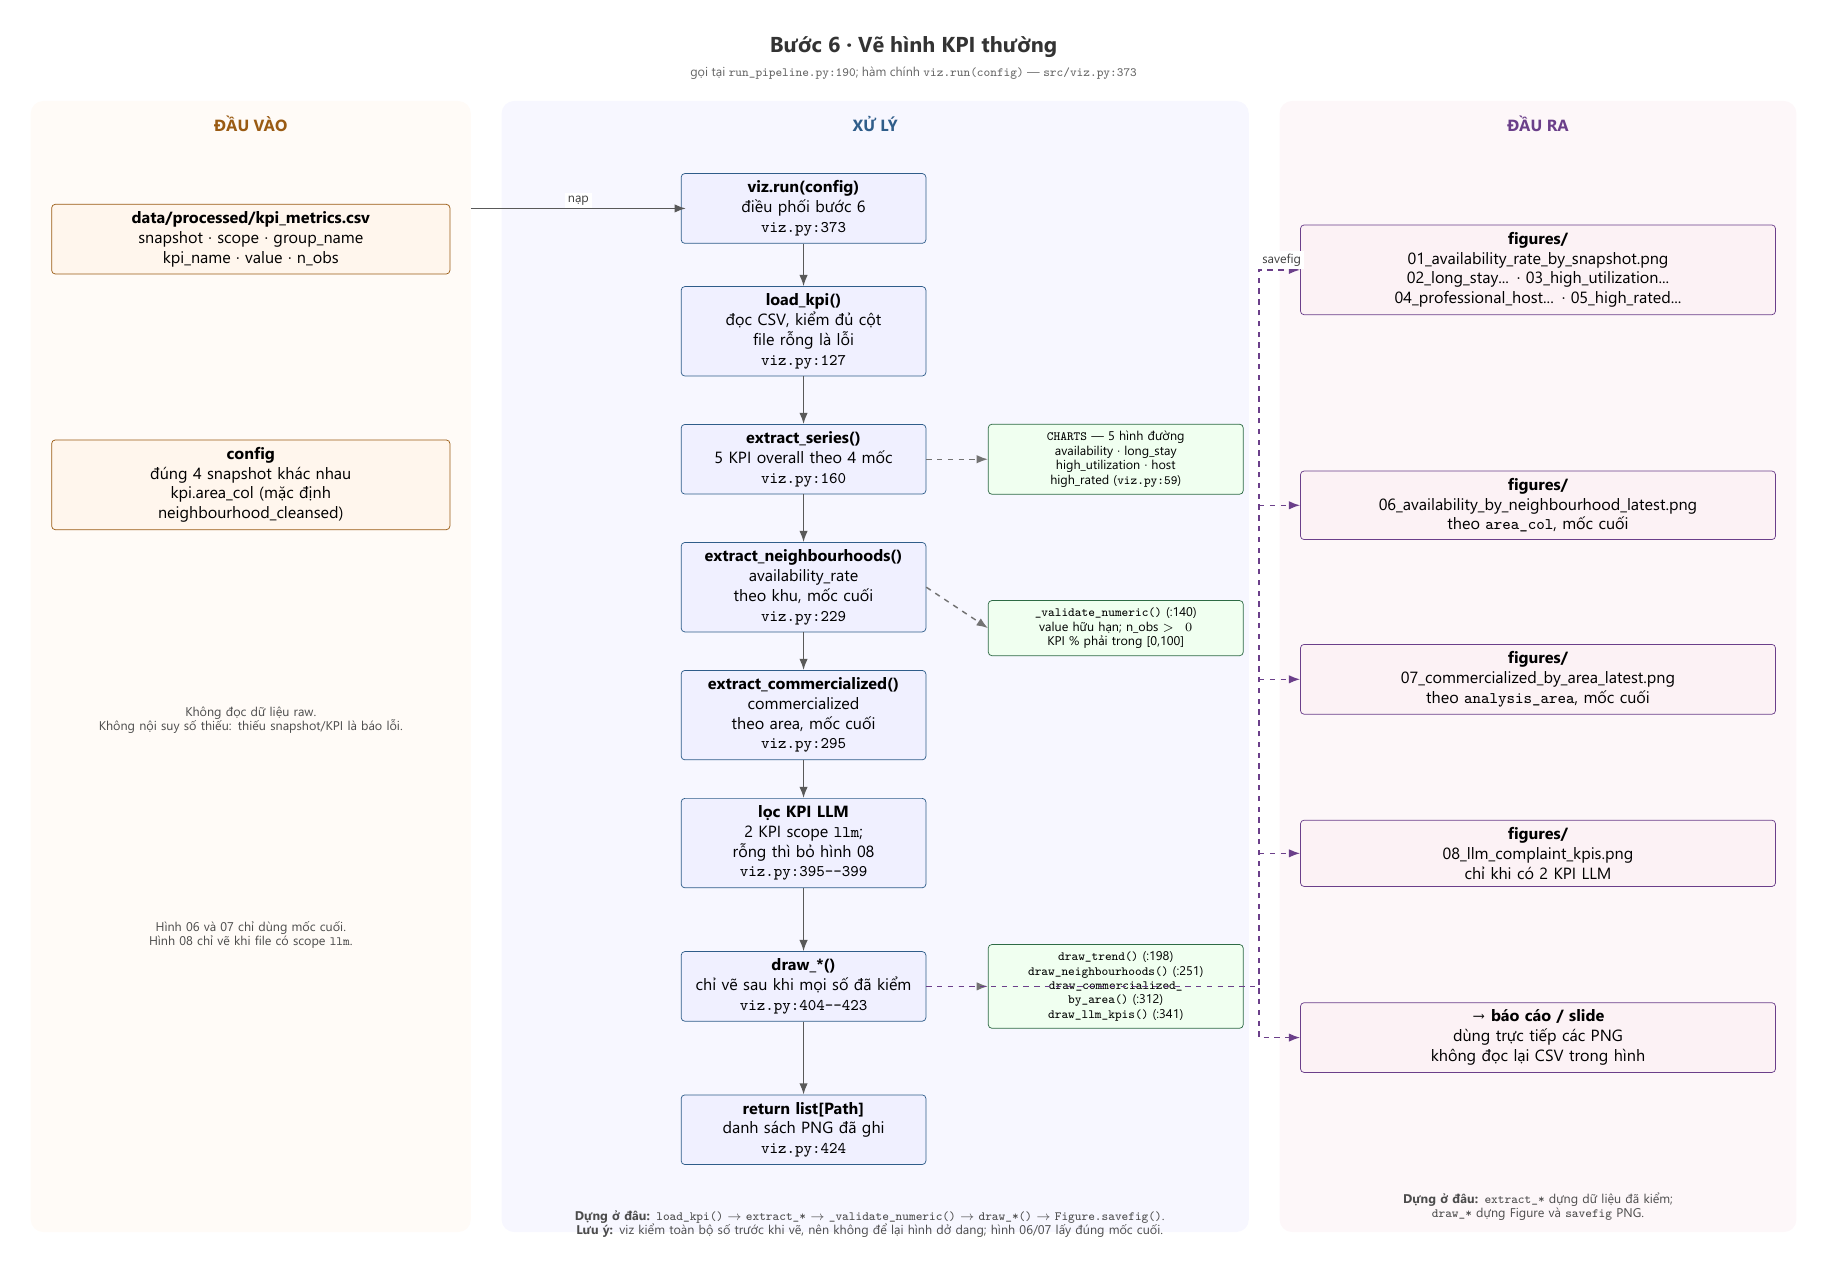 Bước 6 · Vẽ hình KPI thường
gọi tại run_pipeline.py:190; hàm chính viz.run(config) — src/viz.py:373
ĐẦU VÀO
data/processed/kpi_metrics.csv
snapshot · scope · group_name
kpi_name · value · n_obs
config
đúng 4 snapshot khác nhau
kpi.area_col (mặc định
neighbourhood_cleansed)
Không đọc dữ liệu raw.
Không nội suy số thiếu: thiếu snapshot/KPI là báo lỗi.
Hình 06 và 07 chỉ dùng mốc cuối.
Hình 08 chỉ vẽ khi file có scope llm.
nạp
XỬ LÝ
viz.run(config)
điều phối bước 6
viz.py:373
load_kpi()
đọc CSV, kiểm đủ cột
file rỗng là lỗi
viz.py:127
extract_series()
5 KPI overall theo 4 mốc
viz.py:160
CHARTS — 5 hình đường
availability · long_stay
high_utilization · host
high_rated (viz.py:59)
extract_neighbourhoods()
availability_rate
theo khu, mốc cuối
viz.py:229
_validate_numeric() (:140)
value hữu hạn; n_obs > 0
KPI % phải trong [0,100]
extract_commercialized()
commercialized
theo area, mốc cuối
viz.py:295
lọc KPI LLM
2 KPI scope llm;
rỗng thì bỏ hình 08
viz.py:395--399
draw_*()
chỉ vẽ sau khi mọi số đã kiểm
viz.py:404--423
draw_trend() (:198)
draw_neighbourhoods() (:251)
draw_commercialized_
by_area() (:312)
draw_llm_kpis() (:341)
return list[Path]
danh sách PNG đã ghi
viz.py:424
Dựng ở đâu: load_kpi() → extract_* → _validate_numeric() → draw_*() → Figure.savefig().
Lưu ý: viz kiểm toàn bộ số trước khi vẽ, nên không để lại hình dở dang; hình 06/07 lấy đúng mốc cuối.
savefig
ĐẦU RA
figures/
01_availability_rate_by_snapshot.png
02_long_stay... · 03_high_utilization...
04_professional_host... · 05_high_rated...
figures/
06_availability_by_neighbourhood_latest.png
theo area_col, mốc cuối
figures/
07_commercialized_by_area_latest.png
theo analysis_area, mốc cuối
figures/
08_llm_complaint_kpis.png
chỉ khi có 2 KPI LLM
→ báo cáo / slide
dùng trực tiếp các PNG
không đọc lại CSV trong hình
Dựng ở đâu: extract_* dựng dữ liệu đã kiểm;
draw_* dựng Figure và savefig PNG.